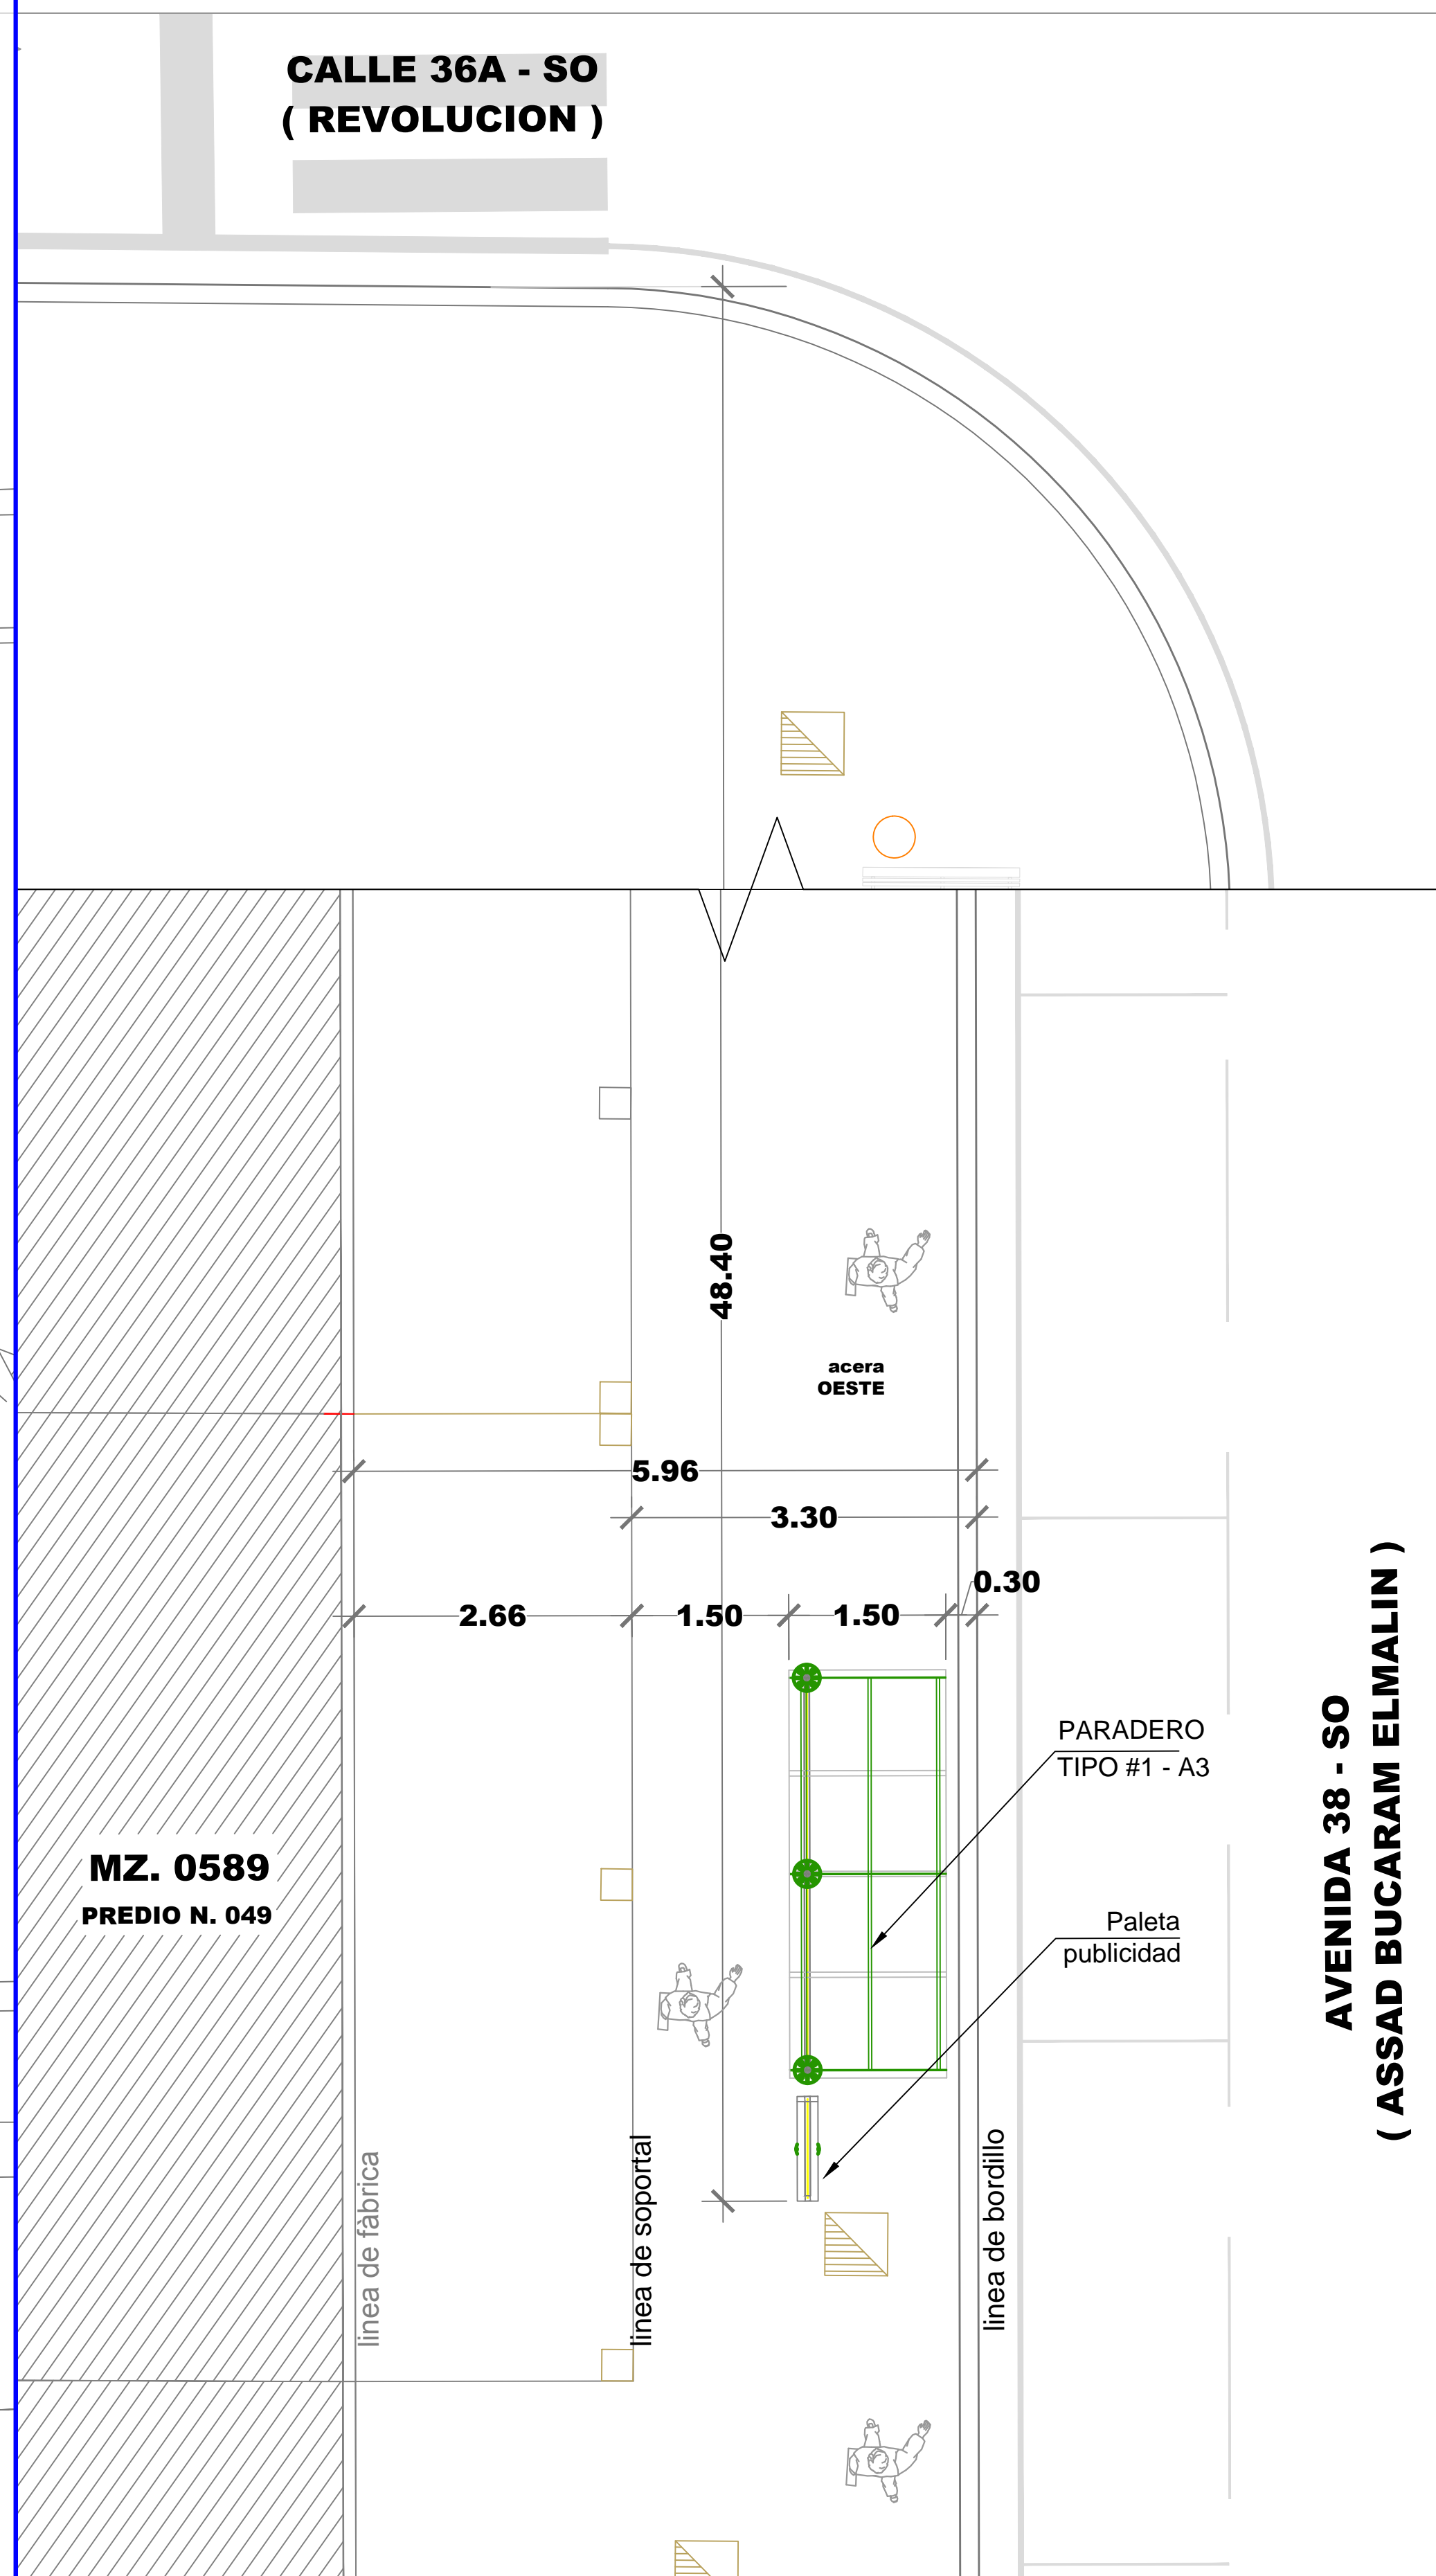 CALLE 36A - SO
( REVOLUCION )
48.40
acera
OESTE
5.96
3.30
0.30
2.66
1.50
1.50
PARADERO
TIPO #1 - A3
AVENIDA 38 - SO
( ASSAD BUCARAM ELMALIN )
MZ. 0589
PREDIO N. 049
Paleta
publicidad
linea de fàbrica
linea de soportal
linea de bordillo